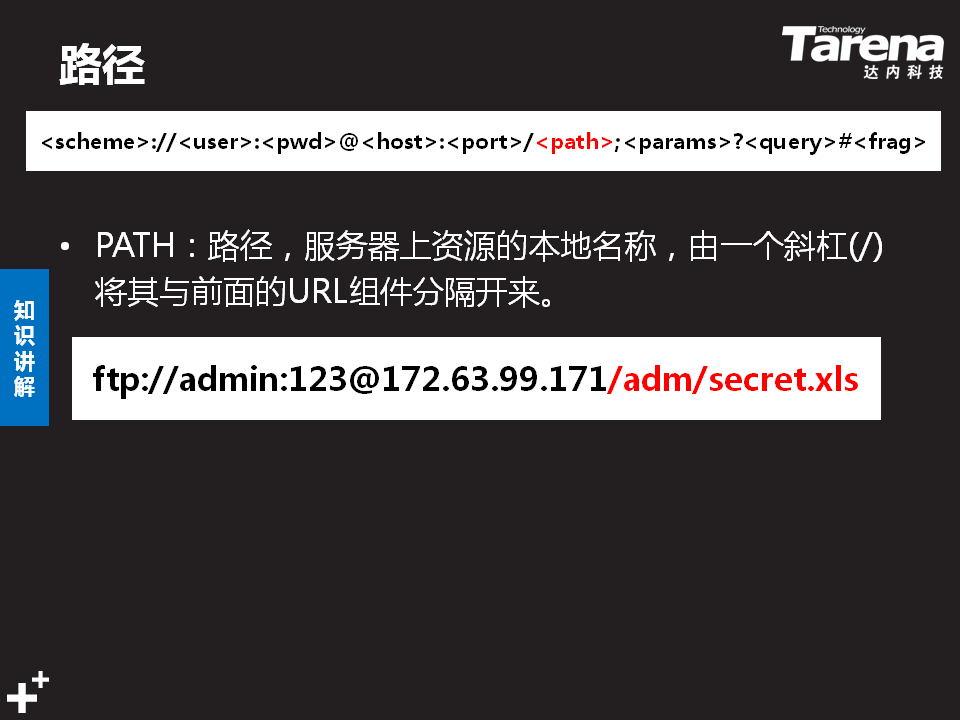 路径
Technology
Tarena
达内科技
<scheme>://<user>:<pwd>@<host>:<port>/<path>;<params>?<query>#<frag>
• PATH：路径，服务器上资源的本地名称，由一个斜杠(/)
将其与前面的URL组件分隔开来。
知识讲解
ftp://admin:123@172.63.99.171/adm/secret.xls